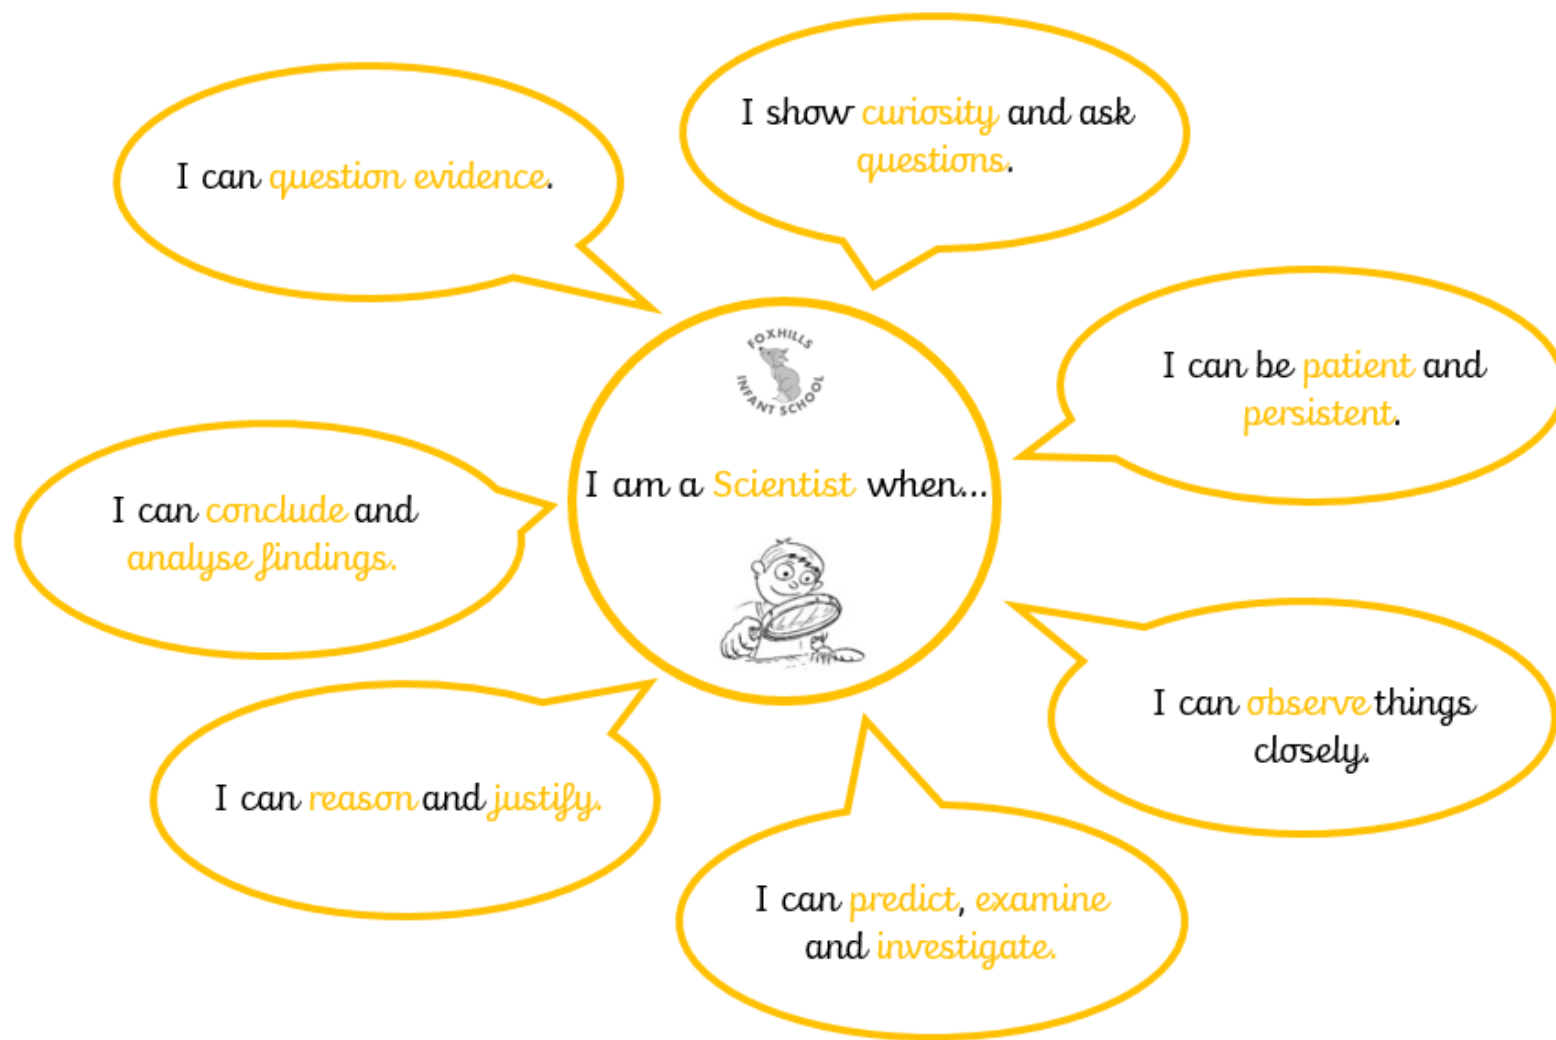 I show curiosity and ask
questions.
I can question evidence.
I can be patient and
persistent.
FOXHILLS
INFANT SCHOOL
I am a Scientist when...
I can conclude and
analyse findings.
I can observe things
closely.
I can reason and justify.
I can predict, examine
and investigate.